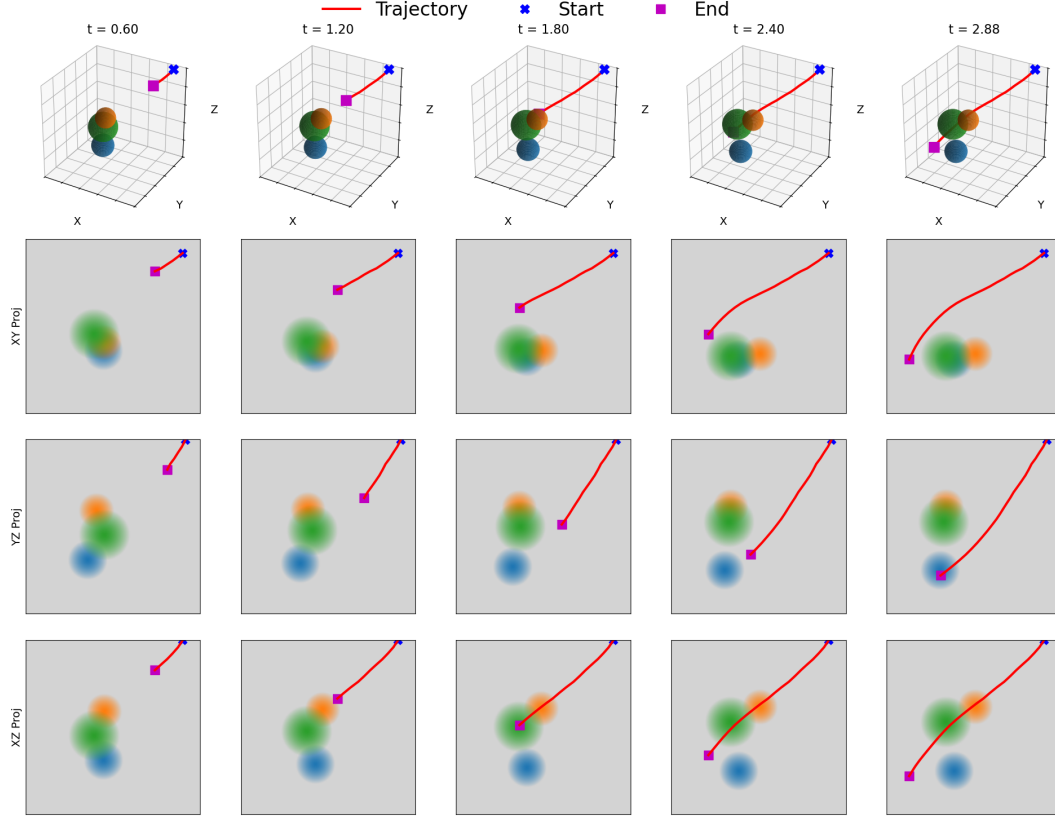 Trajectory Start End
t = 0.60 t = 1.20 t = 1.80 t = 2.40 t = 2.88
Z Z Z Z Z
Y Y Y Y Y
X X X X X
XY Proj
YZ Proj
XZ Proj